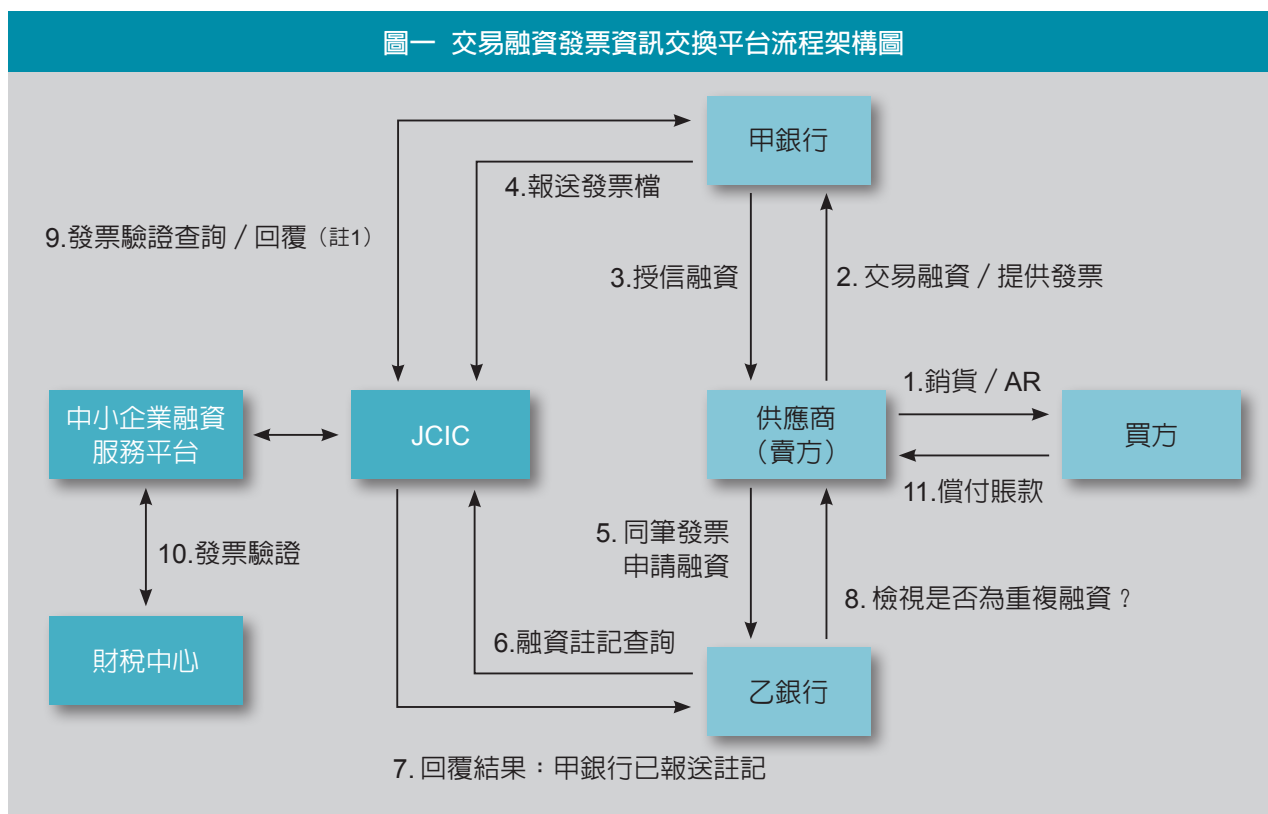 圖一 交易融資發票資訊交換平台流程架構圖
甲銀行
4.報送發票檔
9.發票驗證查詢／回覆（註1）
3.授信融資
2. 交易融資／提供發票
1.銷貨／AR
中小企業融資
服務平台
JCIC
供應商
（賣方）
買方
11.償付賬款
5. 同筆發票
申請融資
10.發票驗證
8. 檢視是否為重複融資？
6.融資註記查詢
財稅中心
乙銀行
7. 回覆結果：甲銀行已報送註記